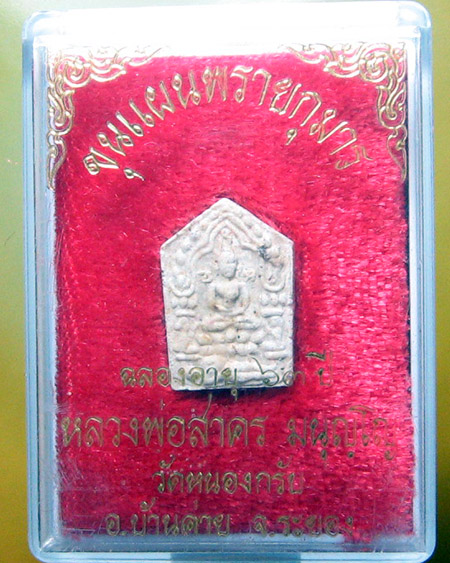 ขุนแผนพรายกุมาร
ฉลองอายุ ๖๓ ปี
หลวงพ่อสาคร มนุญฺโญ
วัดหนองกรับ
อ.บ้านค่าย จ.ระยอง